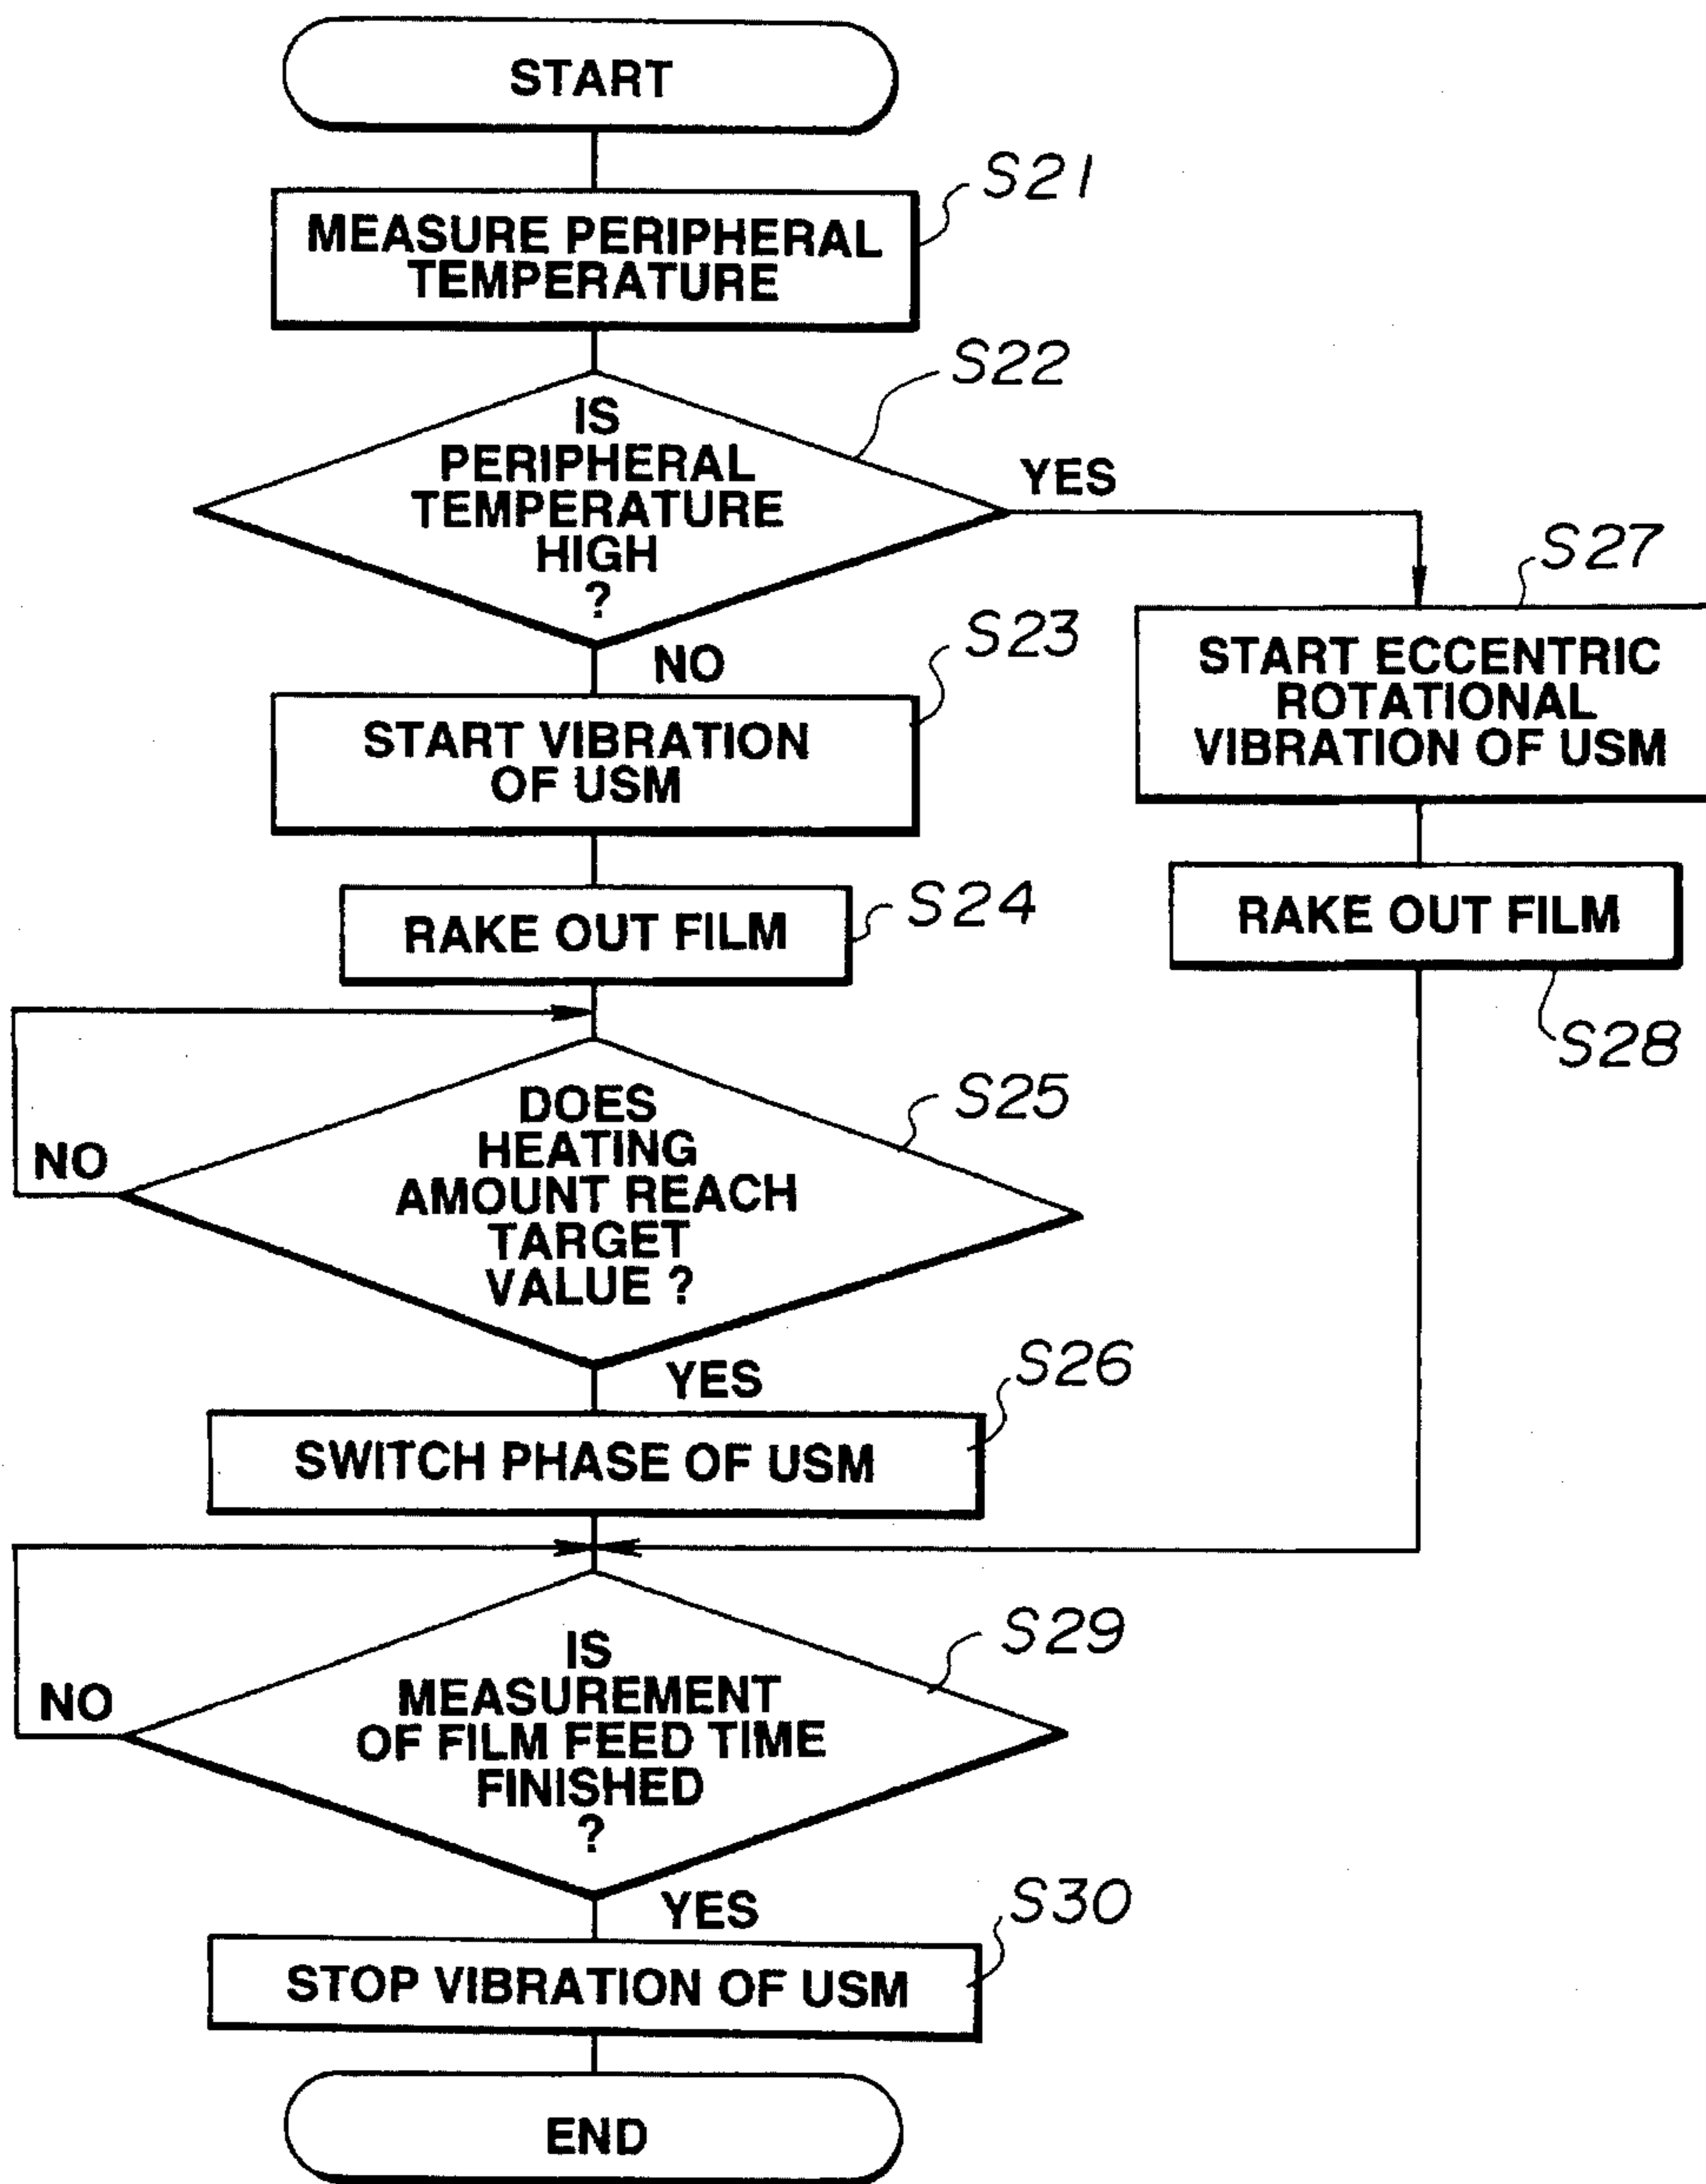 START
S21
MEASURE PERIPHERAL
TEMPERATURE
S22
IS
PERIPHERAL
TEMPERATURE
HIGH
?
YES
NO
S27
START ECCENTRIC
ROTATIONAL
VIBRATION OF USM
S23
START VIBRATION
OF USM
S24
RAKE OUT FILM
RAKE OUT FILM
S28
S25
DOES
HEATING
AMOUNT REACH
TARGET
VALUE ?
NO
YES
S26
SWITCH PHASE OF USM
S29
IS
MEASUREMENT
OF FILM FEED TIME
FINISHED
?
NO
YES
S30
STOP VIBRATION OF USM
END